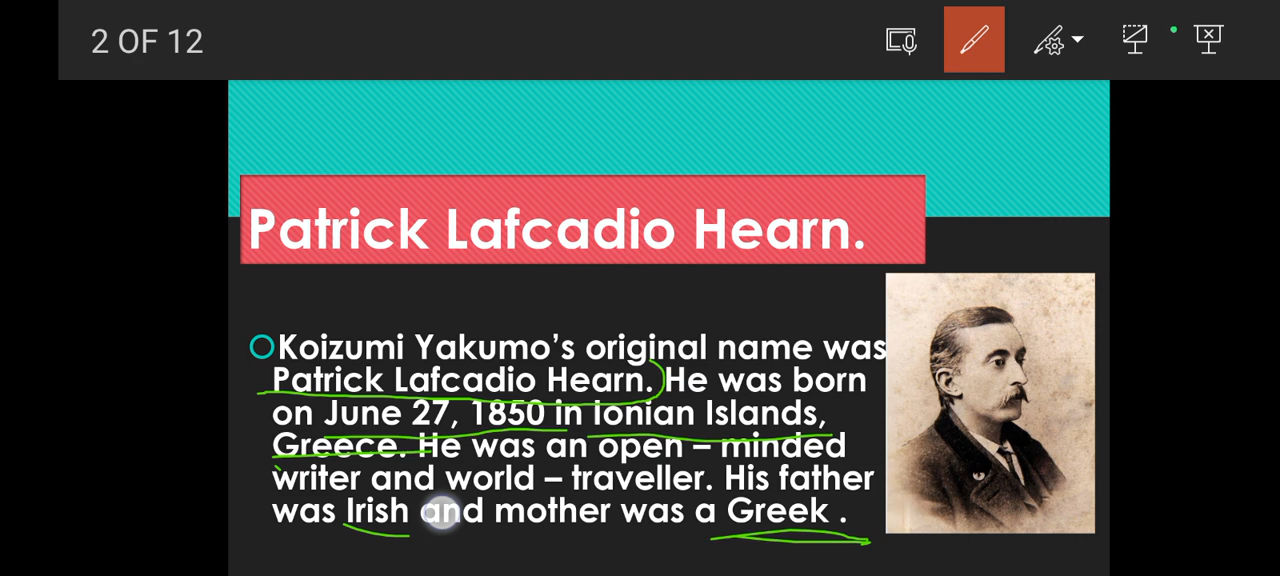 2 OF 12
Patrick Lafcadio Hearn.
Koizumi Yakumo’s original name was
Patrick Lafcadio Hearn. He was born
on June 27, 1850 in Ionian Islands,
Greece. He was an open – minded
writer and world – traveller. His father
was Irish and mother was a Greek .